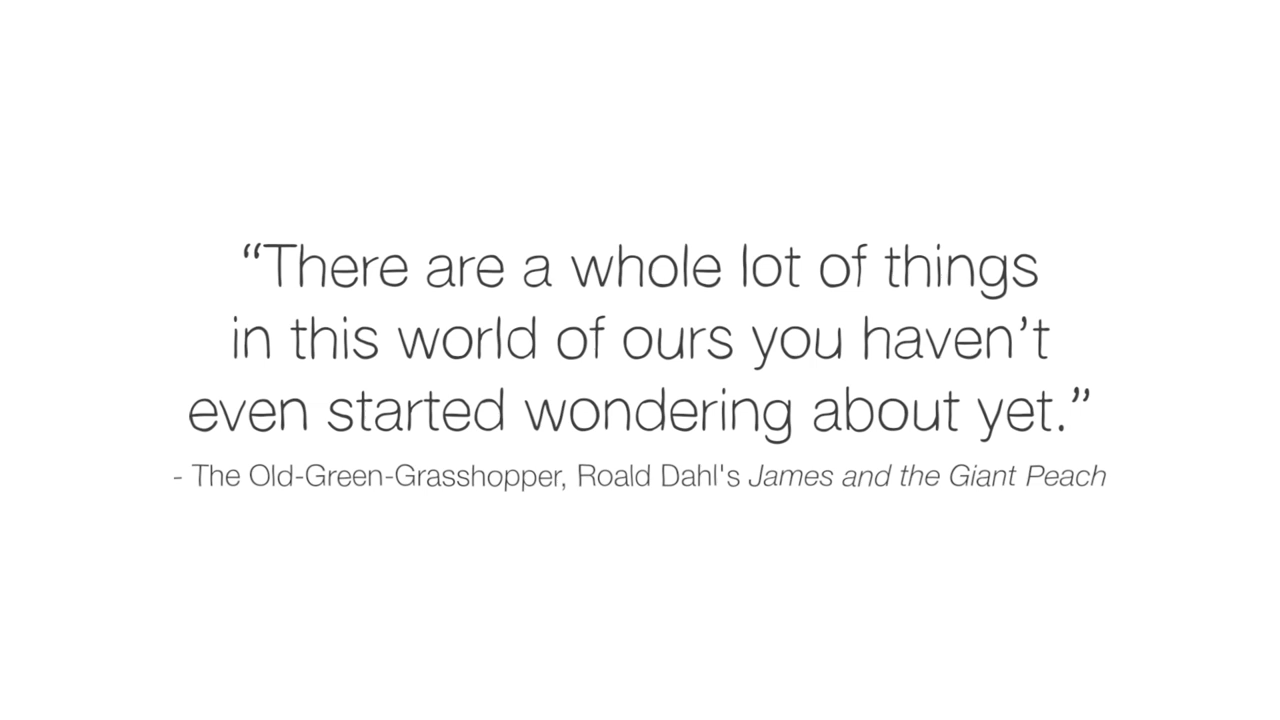 “There are a whole lot of things
in this world of ours you haven’t
even started wondering about yet.”
- The Old-Green-Grasshopper, Roald Dahl's James and the Giant Peach